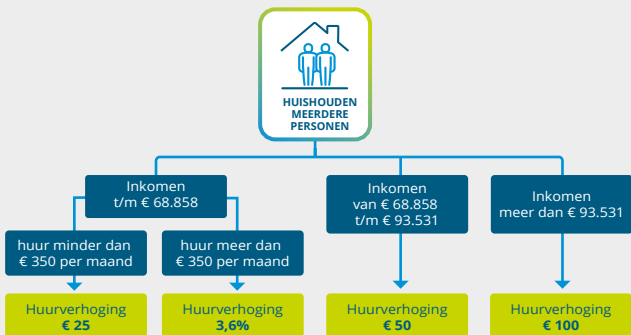 HUISHOUDEN
MEERDERE
PERSONEN
Inkomen
t/m € 68.858
Inkomen
van € 68.858
t/m € 93.531
Inkomen
meer dan € 93.531
huur minder dan
€ 350 per maand
huur meer dan
€ 350 per maand
Huurverhoging
€ 25
Huurverhoging
3,6%
Huurverhoging
€ 50
Huurverhoging
€ 100